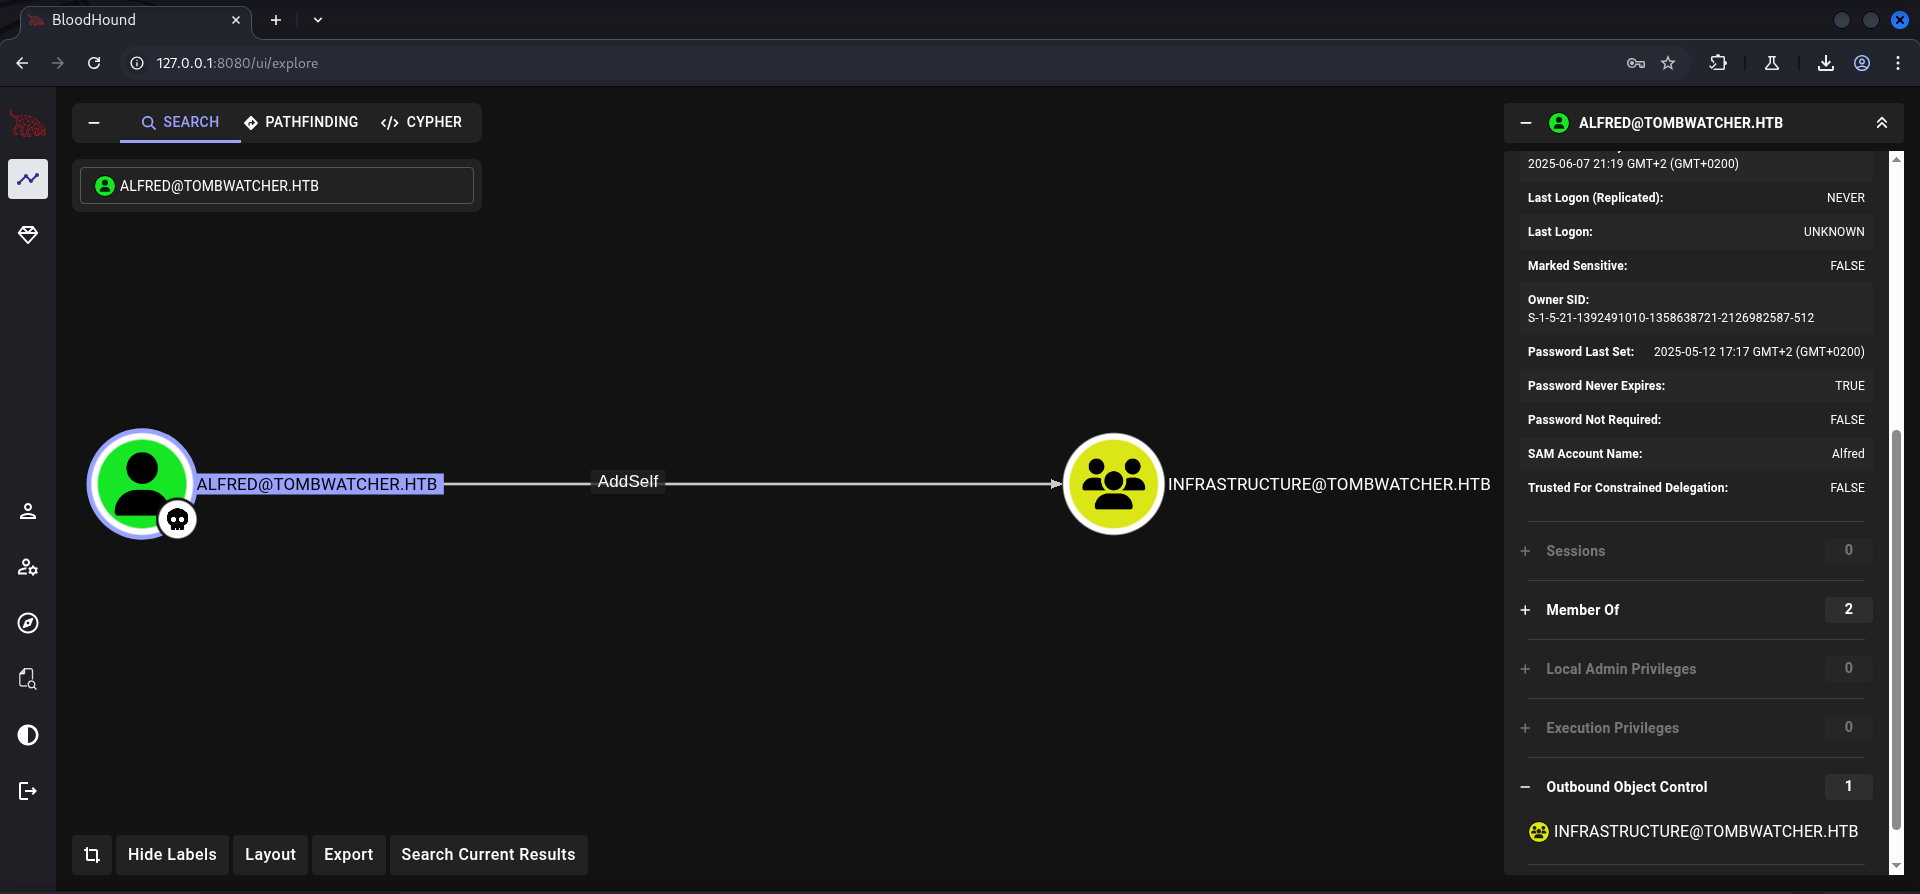 BloodHound
127.0.0.1:8080/ui/explore
SEARCH
PATHFINDING
</> CYPHER
ALFRED@TOMBWATCHER.HTB
ALFRED@TOMBWATCHER.HTB
AddSelf
INFRASTRUCTURE@TOMBWATCHER.HTB
Hide Labels
Layout
Export
Search Current Results
ALFRED@TOMBWATCHER.HTB
2025-06-07 21:19 GMT+2 (GMT+0200)
Last Logon (Replicated): NEVER
Last Logon: UNKNOWN
Marked Sensitive: FALSE
Owner SID:
S-1-5-21-1392491010-1358638721-2126982587-512
Password Last Set: 2025-05-12 17:17 GMT+2 (GMT+0200)
Password Never Expires: TRUE
Password Not Required: FALSE
SAM Account Name: Alfred
Trusted For Constrained Delegation: FALSE
+ Sessions 0
+ Member Of 2
+ Local Admin Privileges 0
+ Execution Privileges 0
− Outbound Object Control 1
INFRASTRUCTURE@TOMBWATCHER.HTB